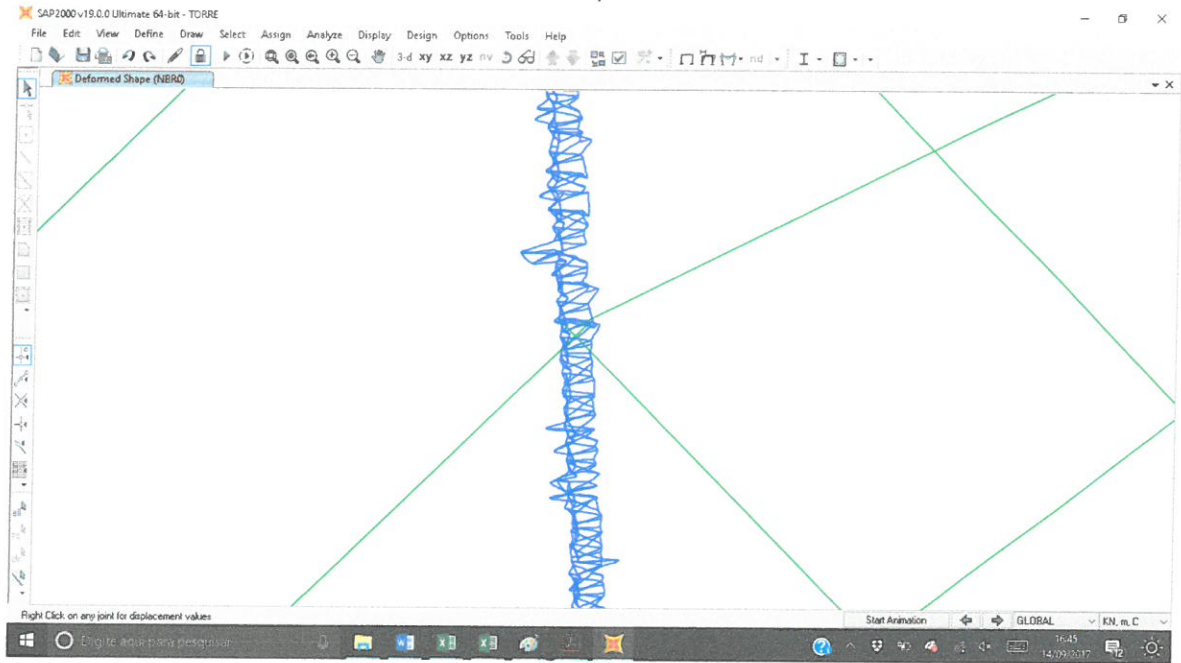 SAP2000 v19.0.0 Ultimate 64-bit - TORRE
File Edit View Define Draw Select Assign Analyze Display Design Options Tools Help
3-d xy xz yz nv nd
Deformed Shape (NBR0)
Right Click on any joint for displacement values
Start Animation GLOBAL KN, m, C
Digite aqui para pesquisar
16:45
14/09/2017
12